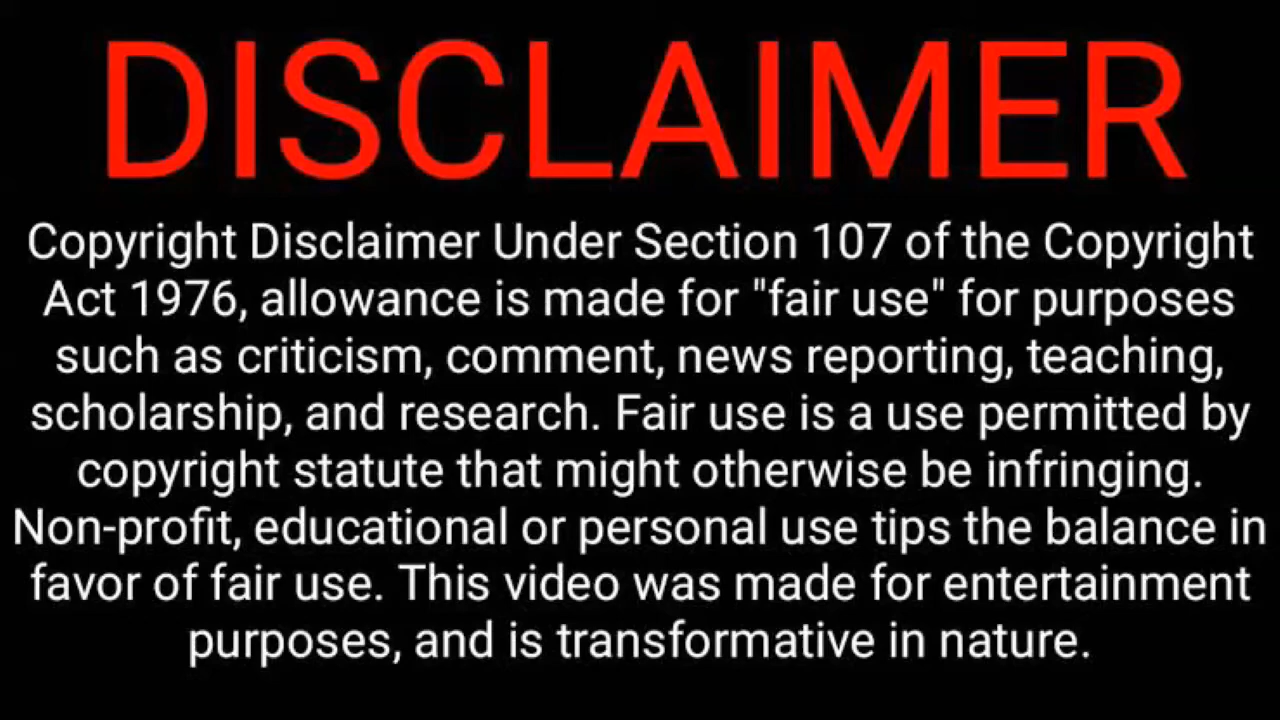 DISCLAIMER
Copyright Disclaimer Under Section 107 of the Copyright
Act 1976, allowance is made for "fair use" for purposes
such as criticism, comment, news reporting, teaching,
scholarship, and research. Fair use is a use permitted by
copyright statute that might otherwise be infringing.
Non-profit, educational or personal use tips the balance in
favor of fair use. This video was made for entertainment
purposes, and is transformative in nature.